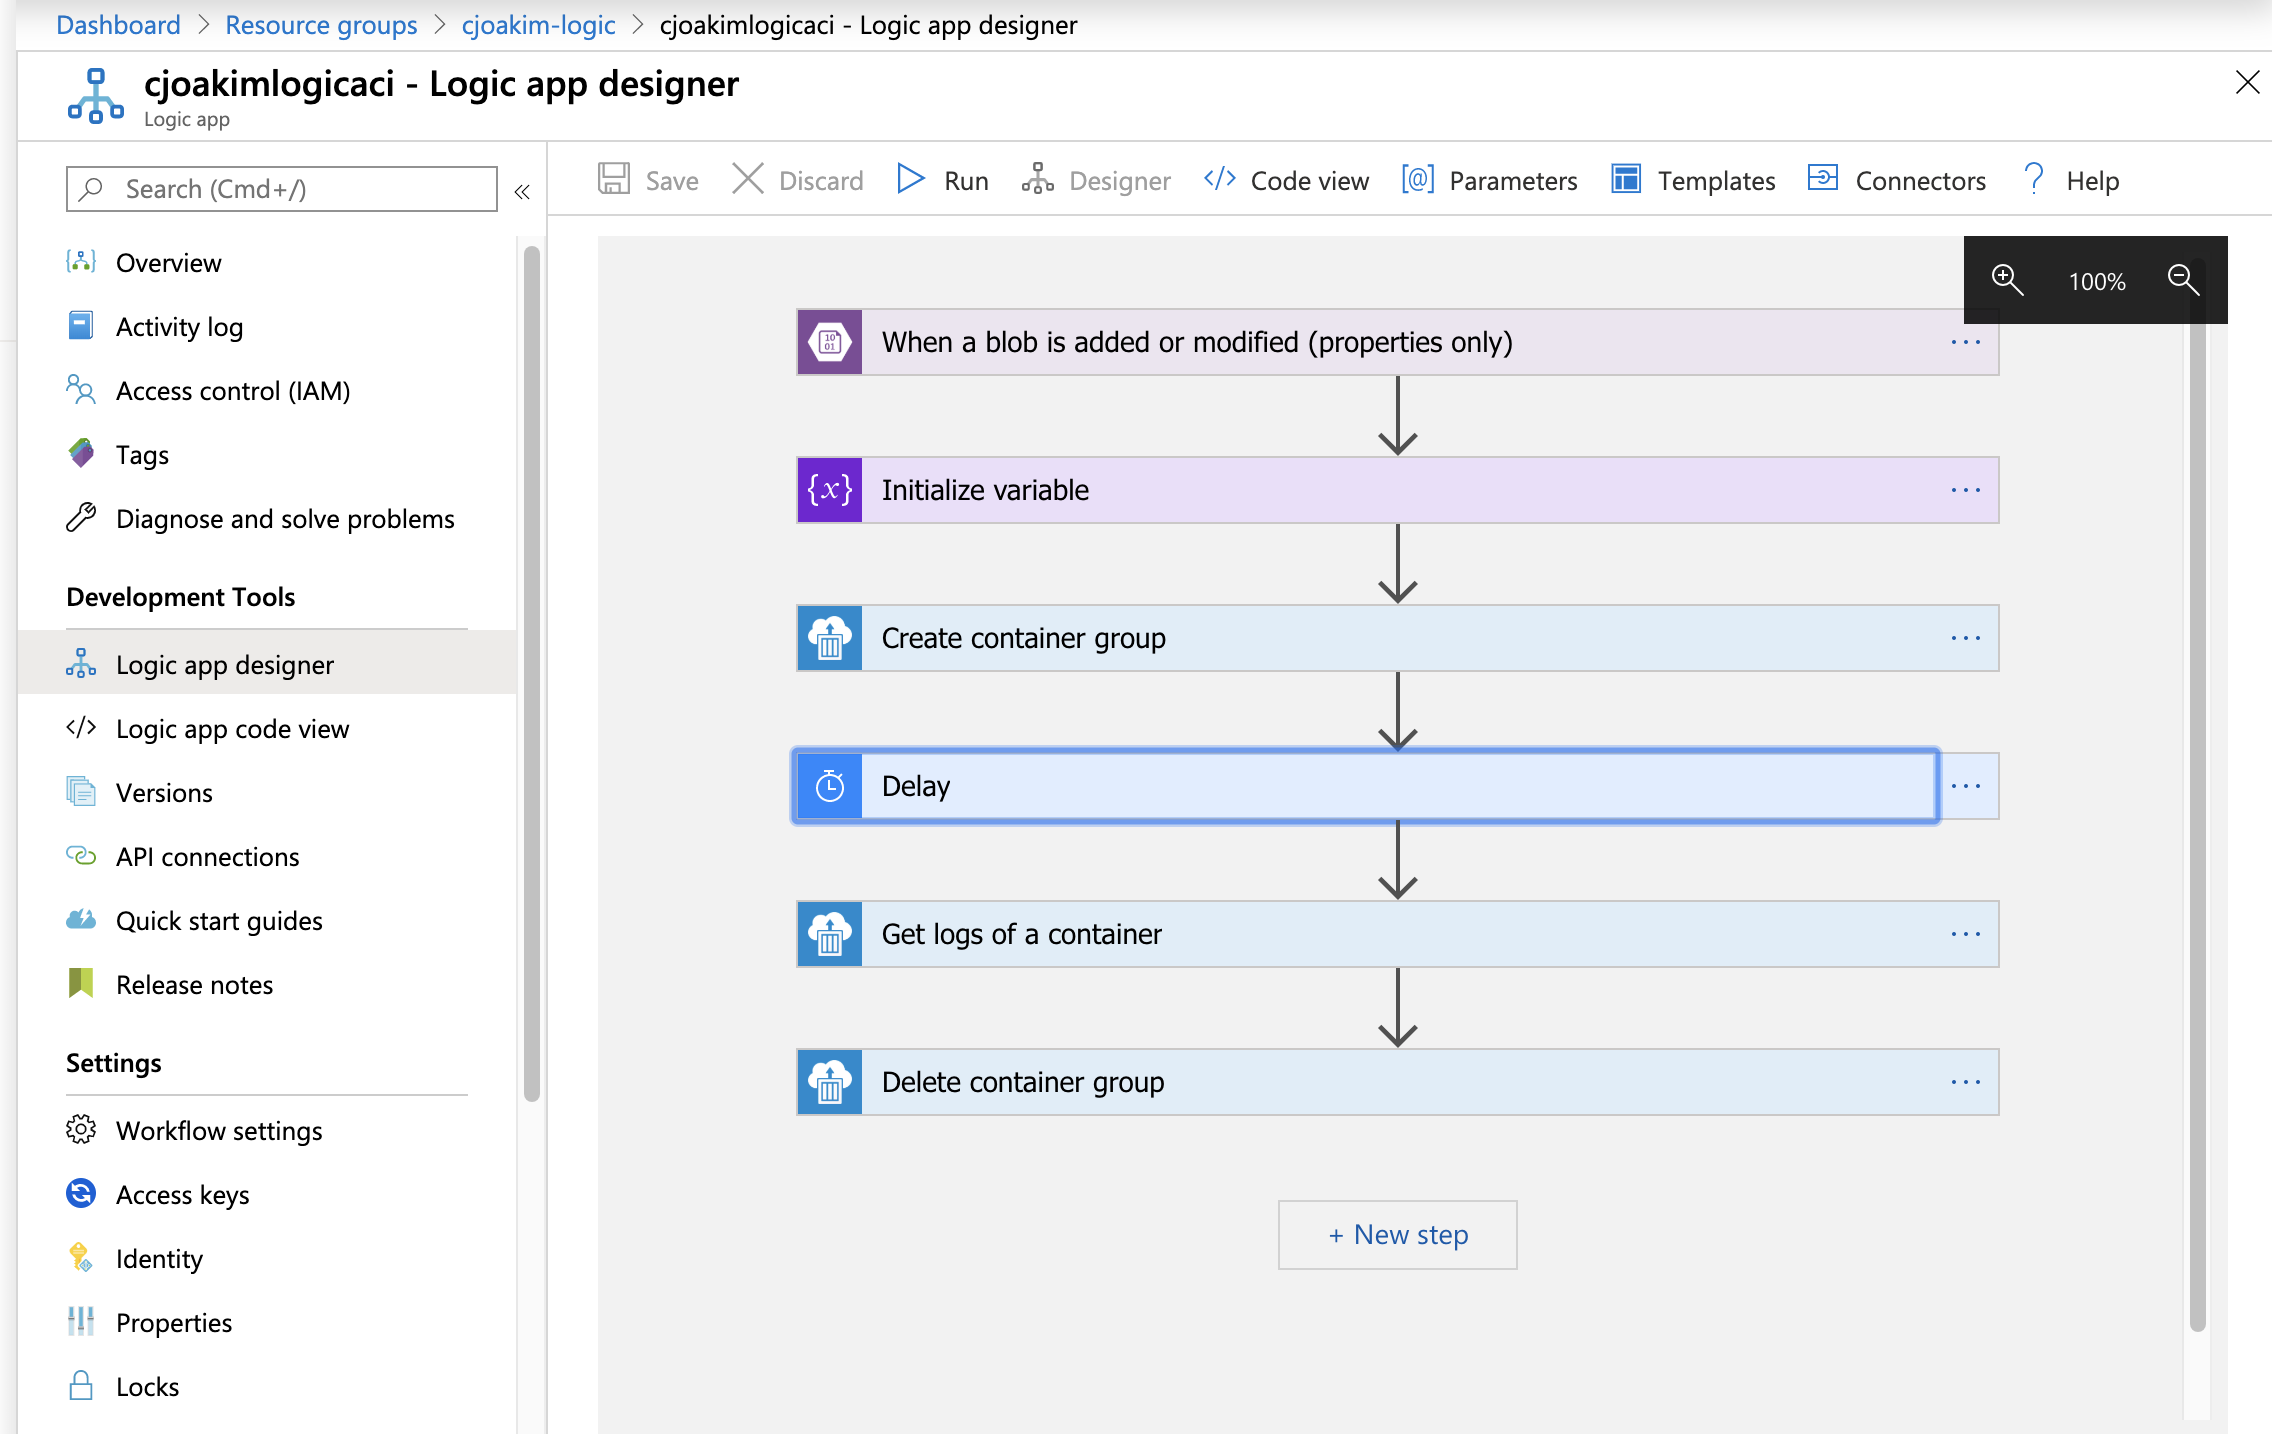 Dashboard > Resource groups > cjoakim-logic > cjoakimlogicaci - Logic app designer
cjoakimlogicaci - Logic app designer
Logic app
Search (Cmd+/)
«
Save Discard Run Designer </> Code view [@] Parameters Templates Connectors ? Help
Overview
Activity log
Access control (IAM)
Tags
Diagnose and solve problems
Development Tools
Logic app designer
</> Logic app code view
Versions
API connections
Quick start guides
Release notes
Settings
Workflow settings
Access keys
Identity
Properties
Locks
100%
10
01
When a blob is added or modified (properties only) ...
{x} Initialize variable ...
Create container group ...
Delay ...
Get logs of a container ...
Delete container group ...
+ New step